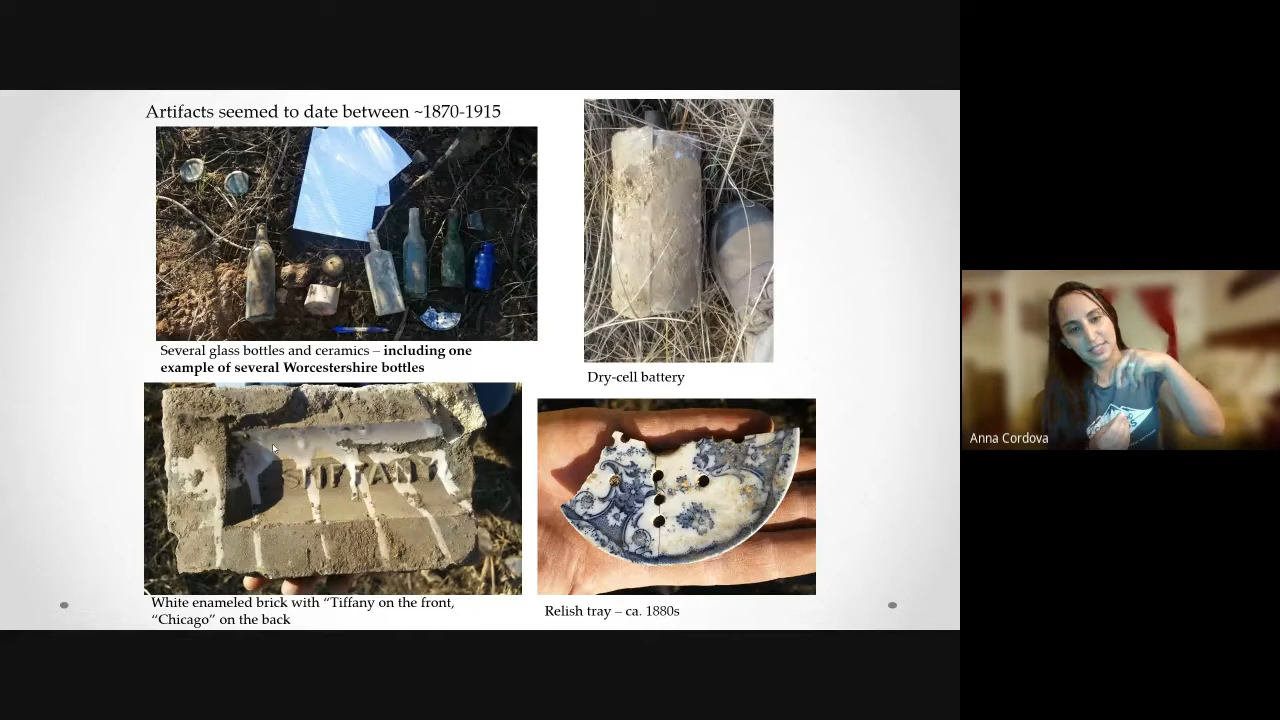 Artifacts seemed to date between ~1870-1915
Several glass bottles and ceramics – including one
example of several Worcestershire bottles
Dry-cell battery
TIFFANY
White enameled brick with “Tiffany on the front,
“Chicago” on the back
Relish tray – ca. 1880s
Anna Cordova